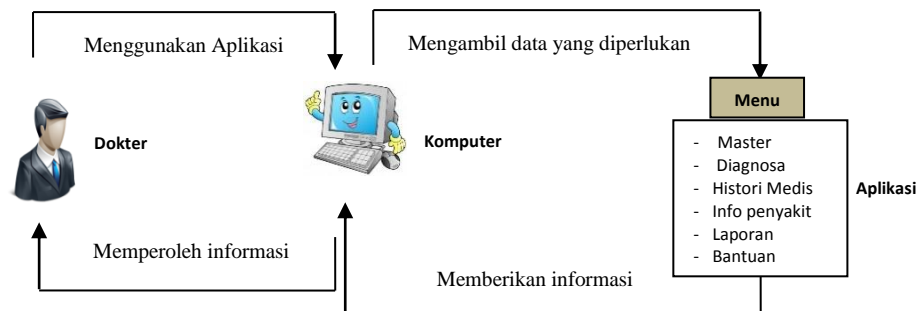 Menggunakan Aplikasi
Mengambil data yang diperlukan
Menu
Dokter
Komputer
- Master
- Diagnosa
- Histori Medis
- Info penyakit
- Laporan
- Bantuan
Aplikasi
Memperoleh informasi
Memberikan informasi